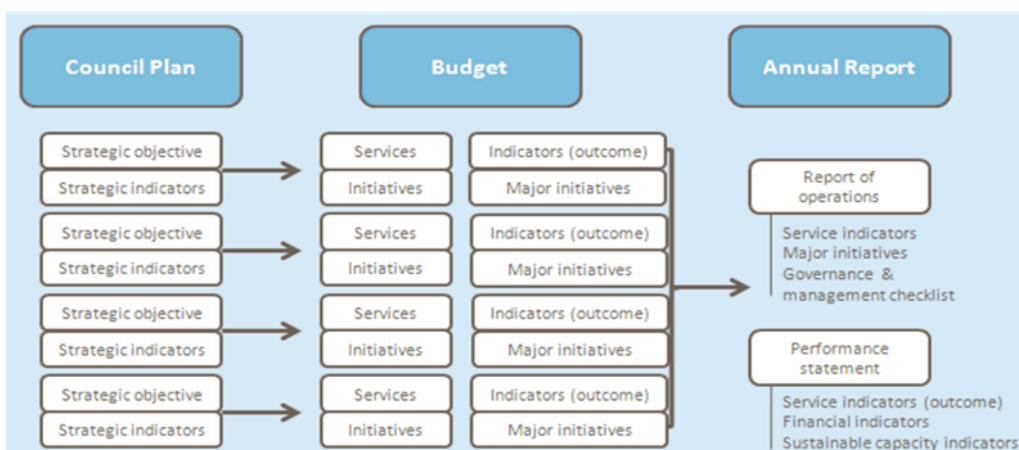 Council Plan
Budget
Annual Report
Strategic objective
Strategic indicators
Services
Initiatives
Indicators (outcome)
Major initiatives
Strategic objective
Strategic indicators
Services
Initiatives
Indicators (outcome)
Major initiatives
Strategic objective
Strategic indicators
Services
Initiatives
Indicators (outcome)
Major initiatives
Strategic objective
Strategic indicators
Services
Initiatives
Indicators (outcome)
Major initiatives
Report of
operations
Service indicators
Major initiatives
Governance &
management checklist
Performance
statement
Service indicators (outcome)
Financial indicators
Sustainable capacity indicators